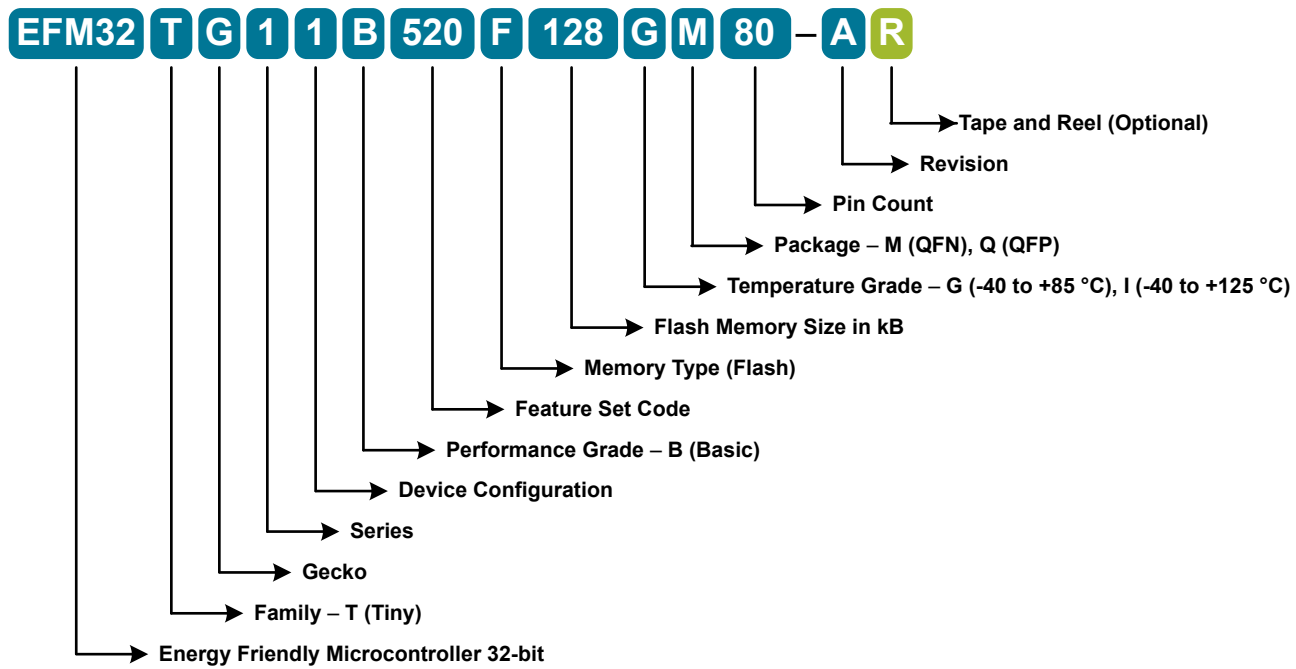 EFM32 T G 1 1 B 520 F 128 G M 80 – A R
Tape and Reel (Optional)
Revision
Pin Count
Package – M (QFN), Q (QFP)
Temperature Grade – G (-40 to +85 °C), I (-40 to +125 °C)
Flash Memory Size in kB
Memory Type (Flash)
Feature Set Code
Performance Grade – B (Basic)
Device Configuration
Series
Gecko
Family – T (Tiny)
Energy Friendly Microcontroller 32-bit